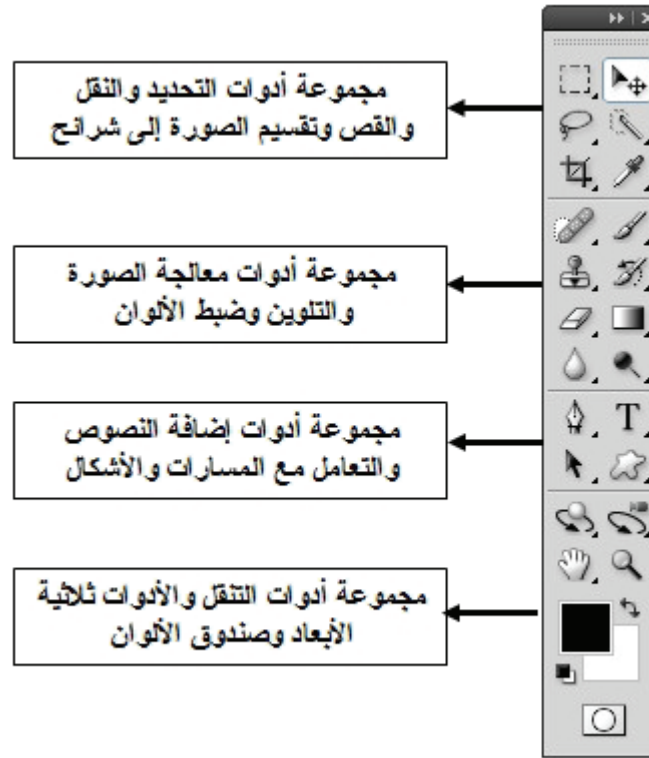 مجموعة أدوات التحديد والنقل
والقص وتقسيم الصورة إلى شرائح
مجموعة أدوات معالجة الصورة
والتلوين وضبط الألوان
مجموعة أدوات إضافة النصوص
والتعامل مع المسارات والأشكال
مجموعة أدوات التنقل والأدوات ثلاثية
الأبعاد وصندوق الألوان
T